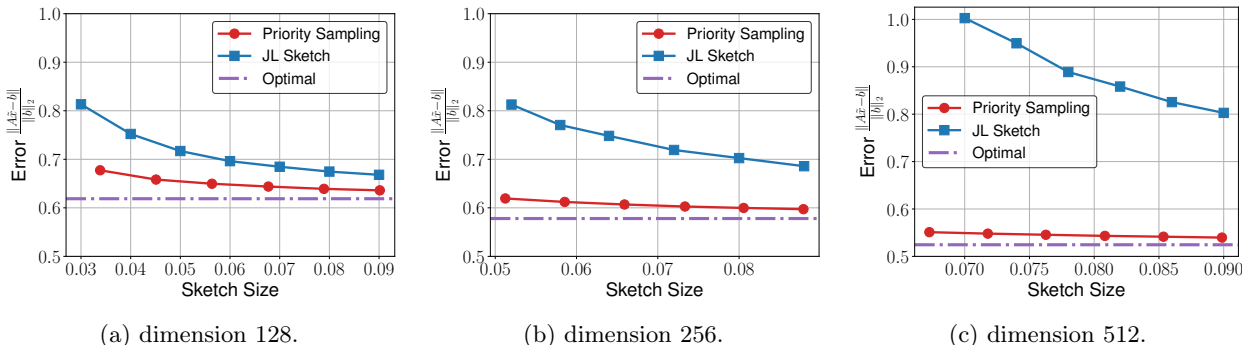 1.0
0.9
0.8
0.7
0.6
0.5
Error ‖Ax̃−b‖ / ‖b‖₂
Priority Sampling
JL Sketch
Optimal
0.03 0.04 0.05 0.06 0.07 0.08 0.09
Sketch Size
(a) dimension 128.
1.0
0.9
0.8
0.7
0.6
0.5
Error ‖Ax̃−b‖ / ‖b‖₂
Priority Sampling
JL Sketch
Optimal
0.05 0.06 0.07 0.08
Sketch Size
(b) dimension 256.
1.0
0.9
0.8
0.7
0.6
0.5
Error ‖Ax̃−b‖ / ‖b‖₂
Priority Sampling
JL Sketch
Optimal
0.070 0.075 0.080 0.085 0.090
Sketch Size
(c) dimension 512.